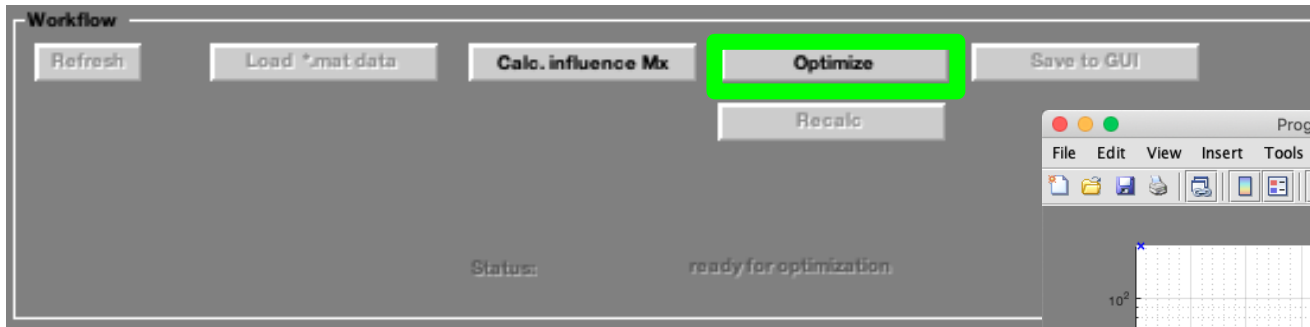 Workflow
Refresh
Load *.mat data
Calc. influence Mx
Optimize
Save to GUI
Recalc
Prog
File Edit View Insert Tools
Status: ready for optimization
10²